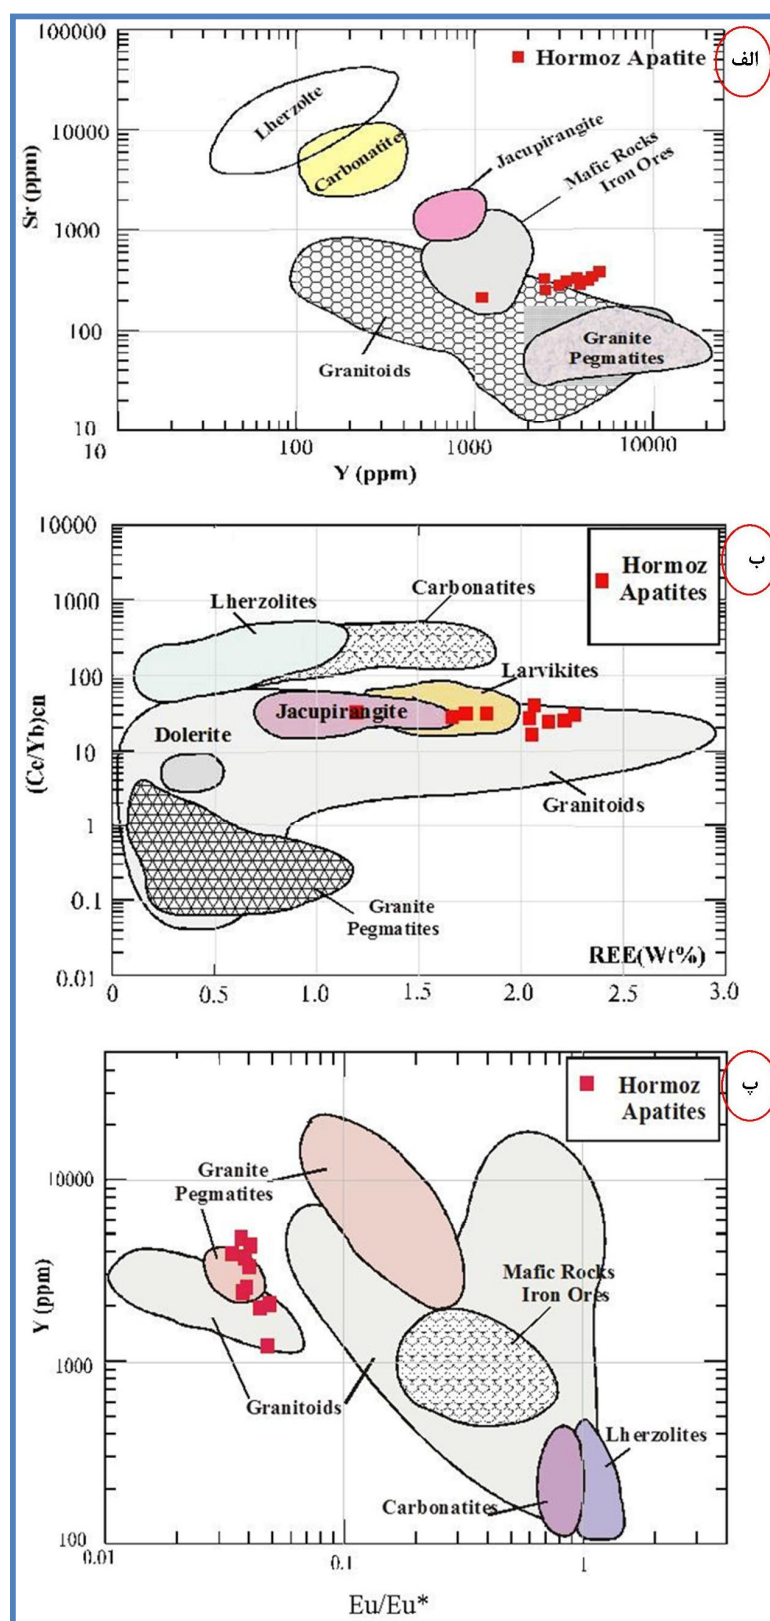 100000
Hormoz Apatite
الف
Lherzolte
10000
Carbonatite
Jacupirangite
Mafic Rocks
Iron Ores
Sr (ppm)
1000
100
Granitoids
Granite
Pegmatites
10
10
100
1000
10000
Y (ppm)
10000
ب
Hormoz
Apatites
1000
Lherzolites
Carbonatites
100
Larvikites
Jacupirangite
(Cc/Yb)cn
Dolerite
10
Granitoids
1
0.1
Granite
Pegmatites
REE(Wt%)
0.01
0
0.5
1.0
1.5
2.0
2.5
3.0
پ
Hormoz
Apatites
10000
Granite
Pegmatites
Mafic Rocks
Iron Ores
Y (ppm)
1000
Granitoids
Lherzolites
Carbonatites
100
0.01
0.1
1
Eu/Eu*